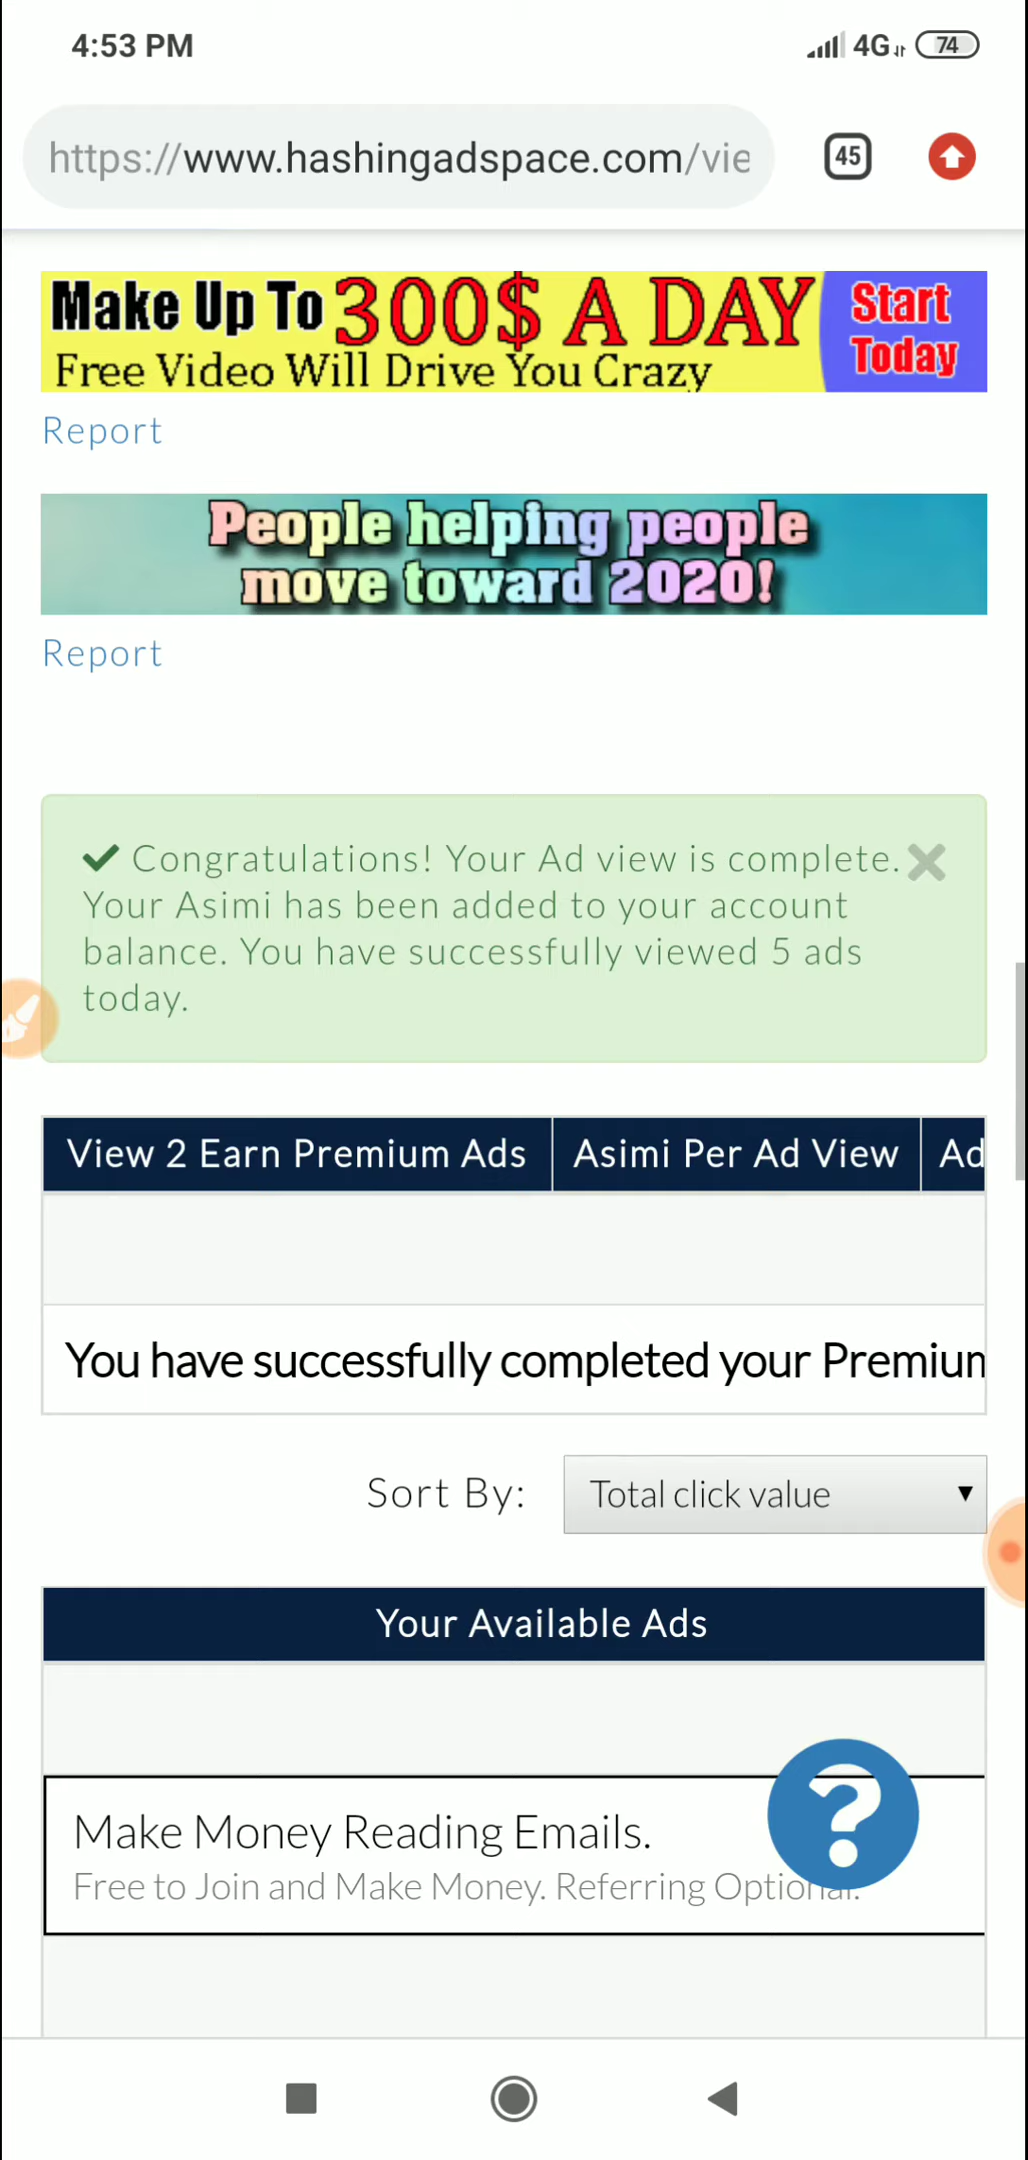 4:53 PM
4G
74
https://www.hashingadspace.com/vie
45
Make Up To 300$ A DAY
Free Video Will Drive You Crazy
Start
Today
Report
People helping people
move toward 2020!
Report
Congratulations! Your Ad view is complete.
Your Asimi has been added to your account
balance. You have successfully viewed 5 ads
today.
View 2 Earn Premium Ads
Asimi Per Ad View
Ad
You have successfully completed your Premium
Sort By:
Total click value
Your Available Ads
Make Money Reading Emails.
Free to Join and Make Money. Referring Optional.
?